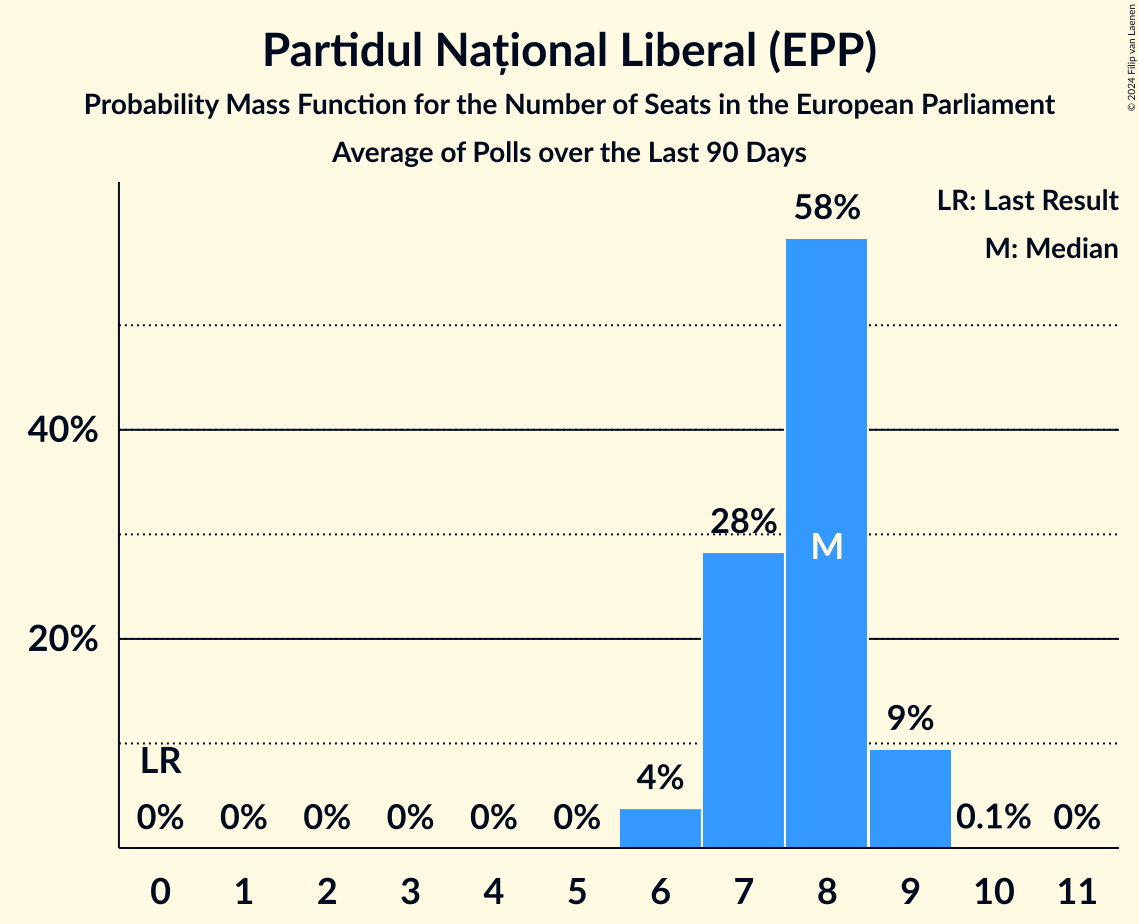 Partidul Național Liberal (EPP)
Probability Mass Function for the Number of Seats in the European Parliament
Average of Polls over the Last 90 Days
© 2024 Filip van Laenen
LR: Last Result
M: Median
58%
40%
28%
M
20%
9%
LR
4%
0% 0% 0% 0% 0% 0% 0.1% 0%
0 1 2 3 4 5 6 7 8 9 10 11